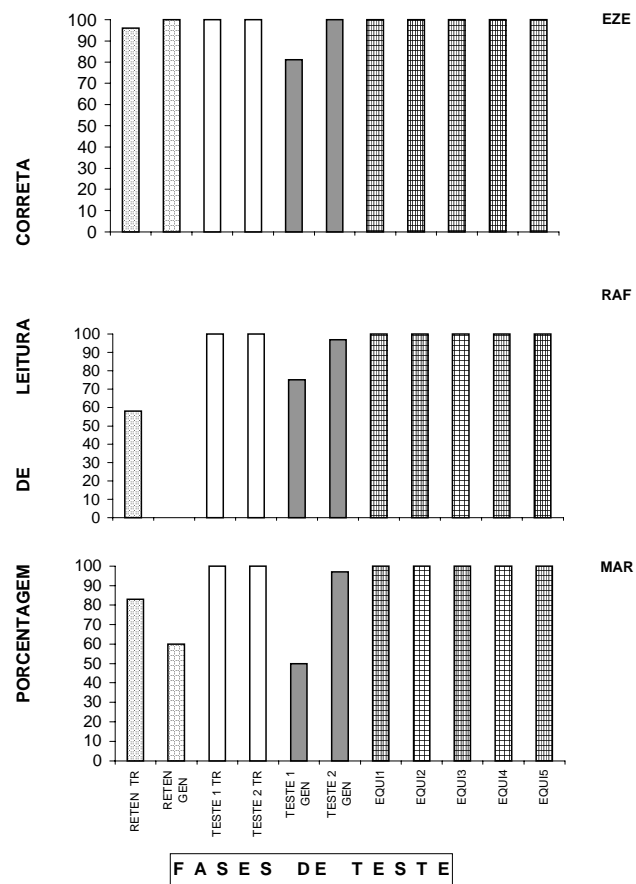 EZE
100
90
80
70
60
50
40
30
20
10
0
RAF
100
90
80
70
60
50
40
30
20
10
0
MAR
100
90
80
70
60
50
40
30
20
10
0
PORCENTAGEM DE LEITURA CORRETA
RETEN TR
RETEN
GEN
TESTE 1 TR
TESTE 2 TR
TESTE 1
GEN
TESTE 2
GEN
EQUI1
EQUI2
EQUI3
EQUI4
EQUI5
FASES DE TESTE